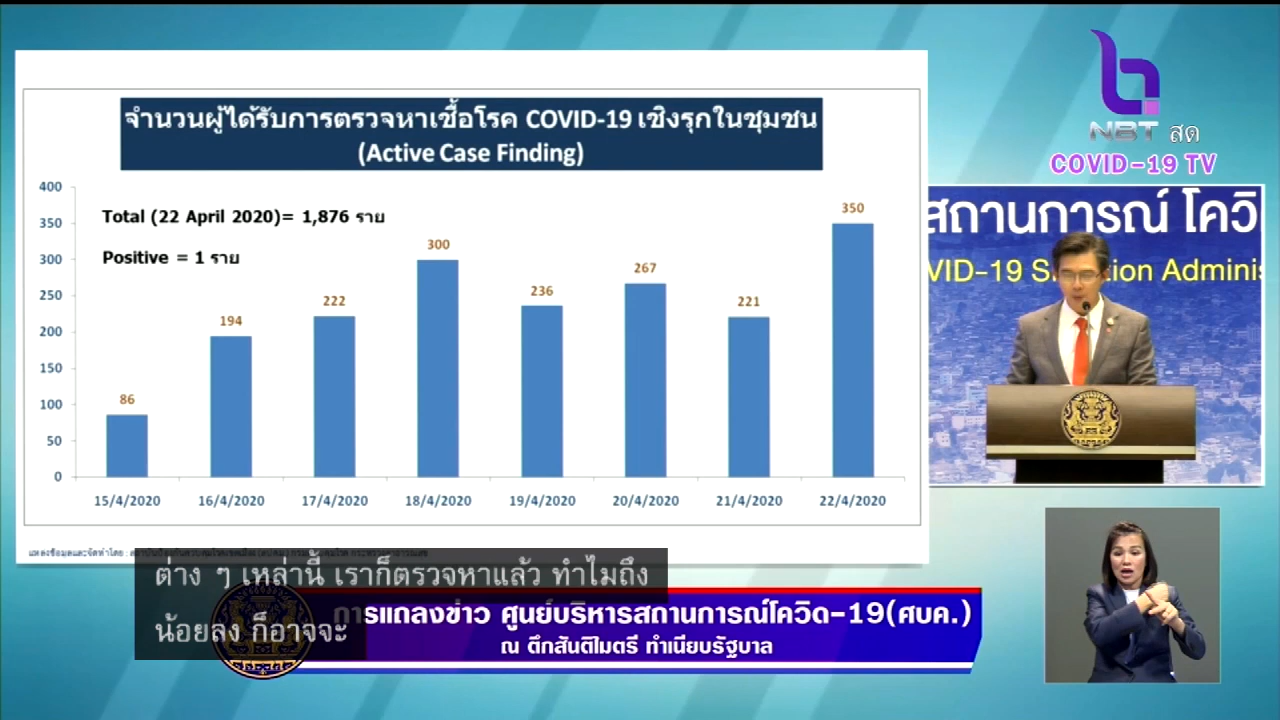 จำนวนผู้ได้รับการตรวจหาเชื้อโรค COVID-19 เชิงรุกในชุมชน
(Active Case Finding)
Total (22 April 2020)= 1,876 ราย
Positive = 1 ราย
400
350
300
250
200
150
100
50
0
86
194
222
300
236
267
221
350
15/4/2020
16/4/2020
17/4/2020
18/4/2020
19/4/2020
20/4/2020
21/4/2020
22/4/2020
NBT สด
COVID-19 TV
สถานการณ์ โควิ
VID-19 S
ion Adminis
ต่าง ๆ เหล่านี้ เราก็ตรวจหาแล้ว ทำไมถึง
น้อยลง ก็อาจจะ
การแถลงข่าว ศูนย์บริหารสถานการณ์โควิด-19(ศบค.)
ณ ตึกสันติไมตรี ทำเนียบรัฐบาล